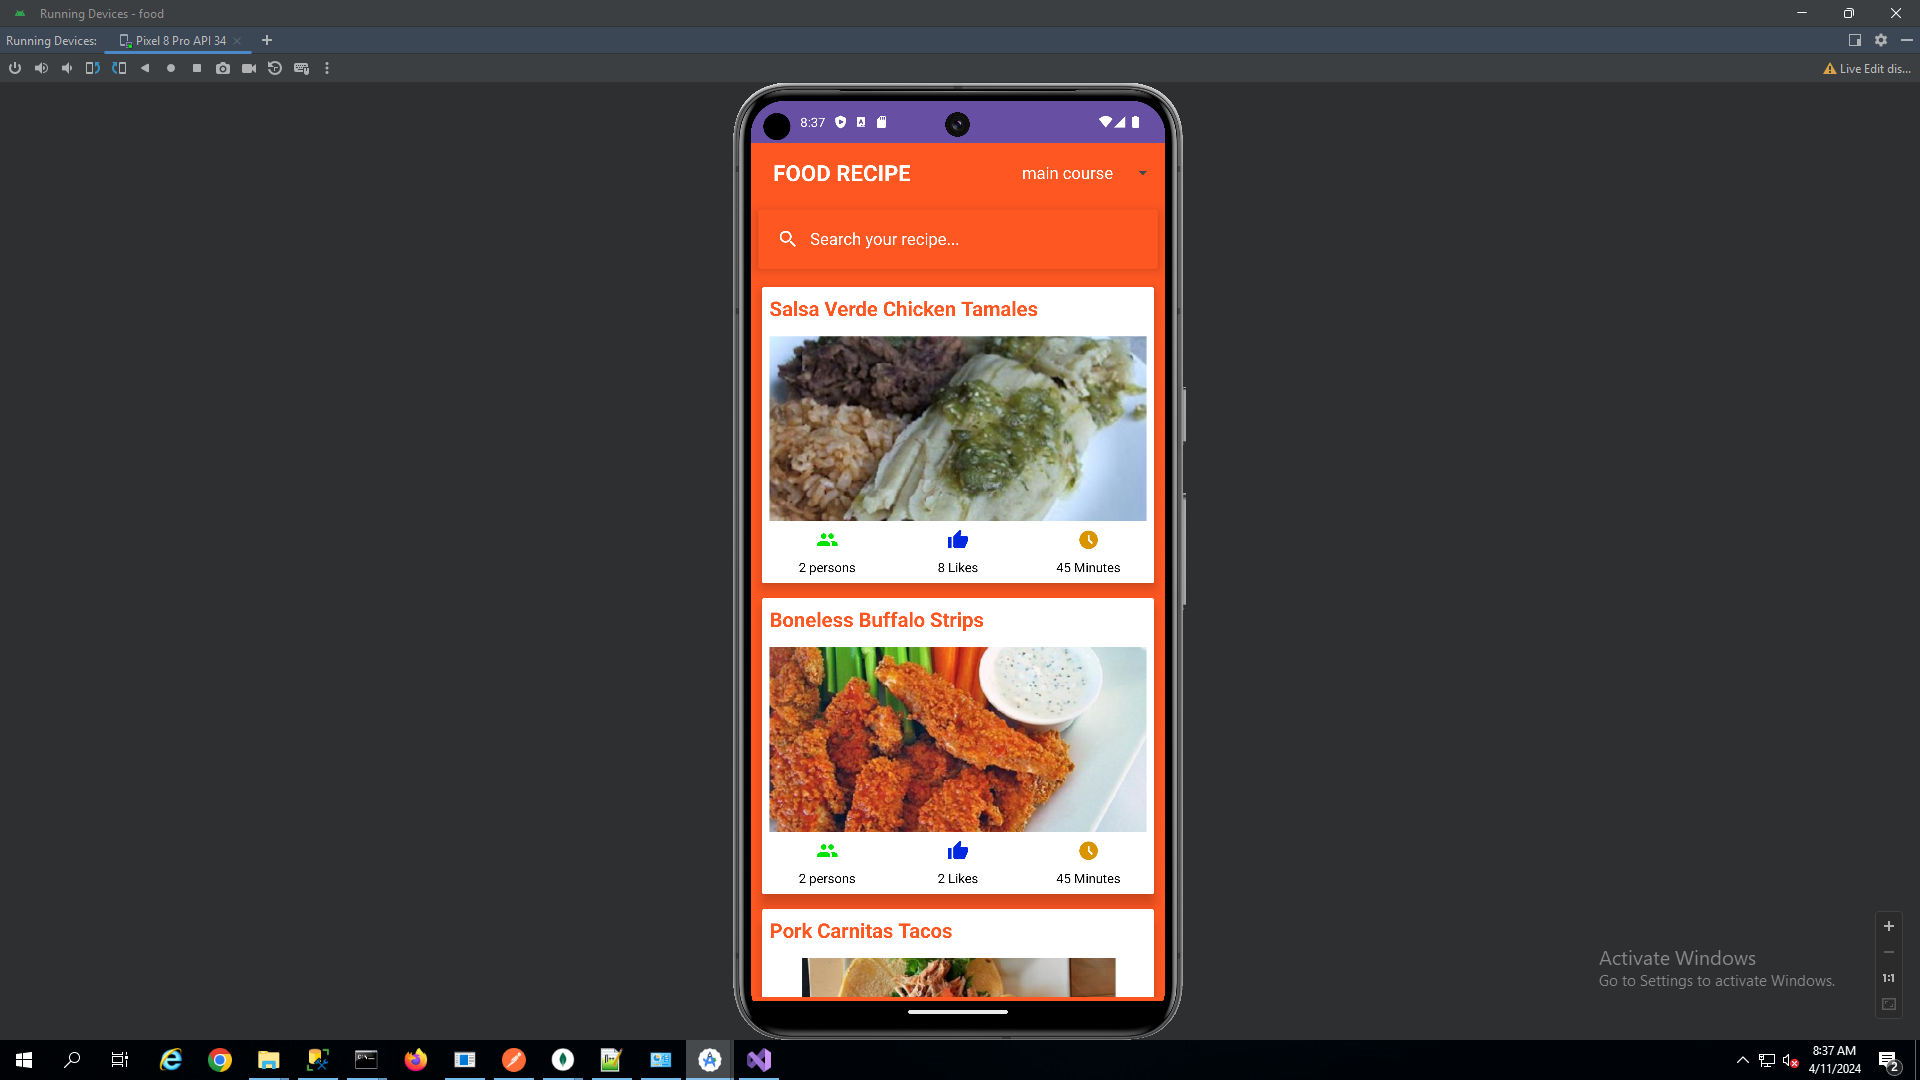 Running Devices - food
Running Devices:
Pixel 8 Pro API 34
Live Edit dis...
8:37
FOOD RECIPE
main course
Search your recipe...
Salsa Verde Chicken Tamales
2 persons
8 Likes
45 Minutes
Boneless Buffalo Strips
2 persons
2 Likes
45 Minutes
Pork Carnitas Tacos
Activate Windows
Go to Settings to activate Windows.
1:1
8:37 AM
4/11/2024
2